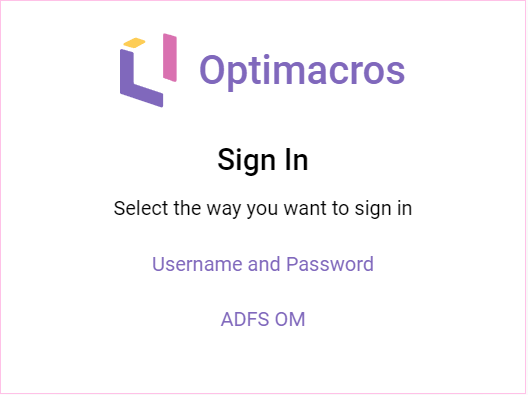 Optimacros
Sign In
Select the way you want to sign in
Username and Password
ADFS OM